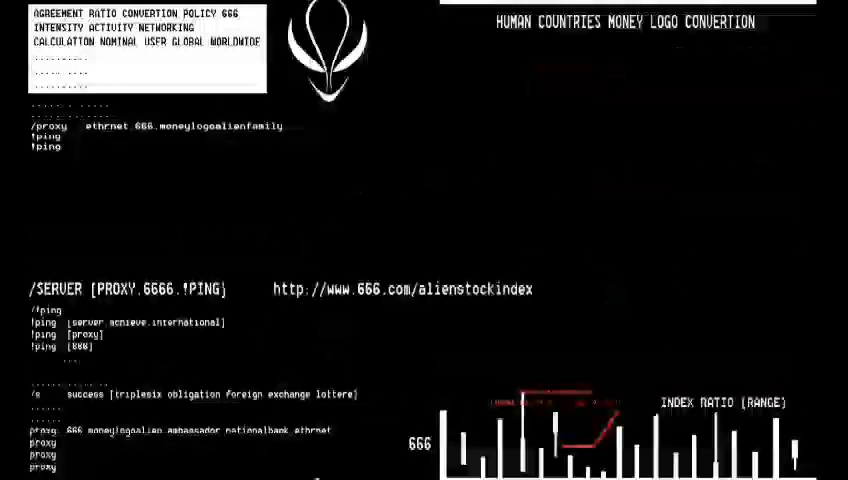 AGREEMENT RATIO CONVERTION POLICY 666
INTENSITY ACTIVITY NETWORKING
CALCULATION NOMINAL USER GLOBAL WORLDWIDE
HUMAN COUNTRIES MONEY LOGO CONVERTION
/proxy ethrnet.666.moneylogoalienfamily
!ping
!ping
/SERVER [PROXY.6666.!PING] http://www.666.com/alienstockindex
/!ping
!ping [server.achieve.international]
!ping [proxy]
!ping [666]
....
/s success [triplesix obligation foreign exchange lottere]
INDEX RATIO (RANGE)
proxy 666.moneylogoalien.ambassador.nationalbank.ethrnet
proxy
proxy
proxy
666